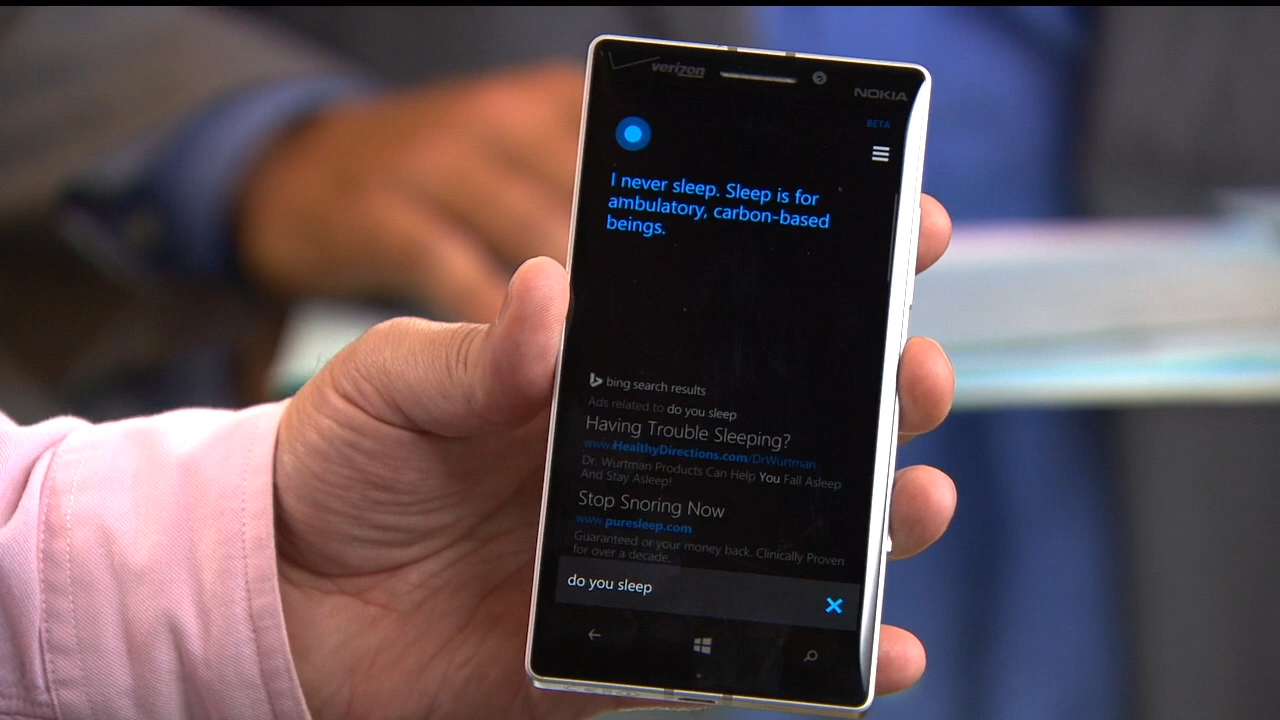 verizon
NOKIA
BETA
I never sleep. Sleep is for
ambulatory, carbon-based
beings.
bing search results
Ads related to do you sleep
Having Trouble Sleeping?
www.HealthyDirections.com/DrWurtman
Dr. Wurtman Products Can Help You Fall Asleep
And Stay Asleep!
Stop Snoring Now
www.puresleep.com
Guaranteed or your money back. Clinically Proven
for over a decade.
do you sleep